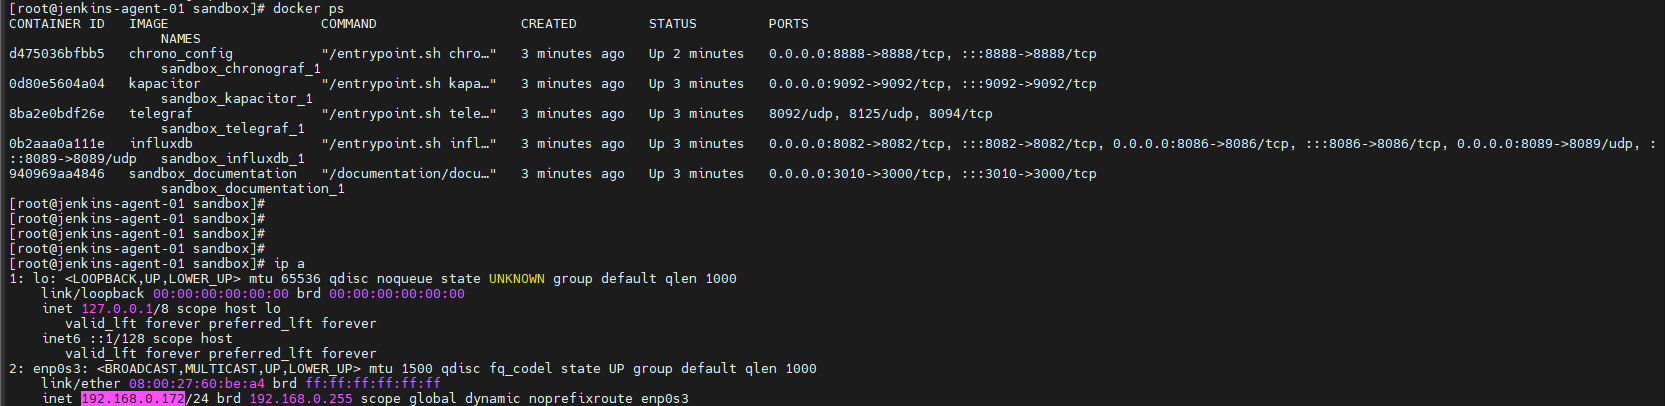 [root@jenkins-agent-01 sandbox]# docker ps
CONTAINER ID   IMAGE                   COMMAND                  CREATED         STATUS         PORTS
                   NAMES
d475036bfbb5   chrono_config           "/entrypoint.sh chro…"   3 minutes ago   Up 2 minutes   0.0.0.0:8888->8888/tcp, :::8888->8888/tcp
                   sandbox_chronograf_1
0d80e5604a04   kapacitor               "/entrypoint.sh kapa…"   3 minutes ago   Up 3 minutes   0.0.0.0:9092->9092/tcp, :::9092->9092/tcp
                   sandbox_kapacitor_1
8ba2e0bdf26e   telegraf                "/entrypoint.sh tele…"   3 minutes ago   Up 3 minutes   8092/udp, 8125/udp, 8094/tcp
                   sandbox_telegraf_1
0b2aaa0a111e   influxdb                "/entrypoint.sh infl…"   3 minutes ago   Up 3 minutes   0.0.0.0:8082->8082/tcp, :::8082->8082/tcp, 0.0.0.0:8086->8086/tcp, :::8086->8086/tcp, 0.0.0.0:8089->8089/udp, :
::8089->8089/udp   sandbox_influxdb_1
940969aa4846   sandbox_documentation   "/documentation/docu…"   3 minutes ago   Up 3 minutes   0.0.0.0:3010->3000/tcp, :::3010->3000/tcp
                   sandbox_documentation_1
[root@jenkins-agent-01 sandbox]#
[root@jenkins-agent-01 sandbox]#
[root@jenkins-agent-01 sandbox]#
[root@jenkins-agent-01 sandbox]#
[root@jenkins-agent-01 sandbox]# ip a
1: lo: <LOOPBACK,UP,LOWER_UP> mtu 65536 qdisc noqueue state UNKNOWN group default qlen 1000
    link/loopback 00:00:00:00:00:00 brd 00:00:00:00:00:00
    inet 127.0.0.1/8 scope host lo
       valid_lft forever preferred_lft forever
    inet6 ::1/128 scope host
       valid_lft forever preferred_lft forever
2: enp0s3: <BROADCAST,MULTICAST,UP,LOWER_UP> mtu 1500 qdisc fq_codel state UP group default qlen 1000
    link/ether 08:00:27:60:be:a4 brd ff:ff:ff:ff:ff:ff
    inet 192.168.0.172/24 brd 192.168.0.255 scope global dynamic noprefixroute enp0s3